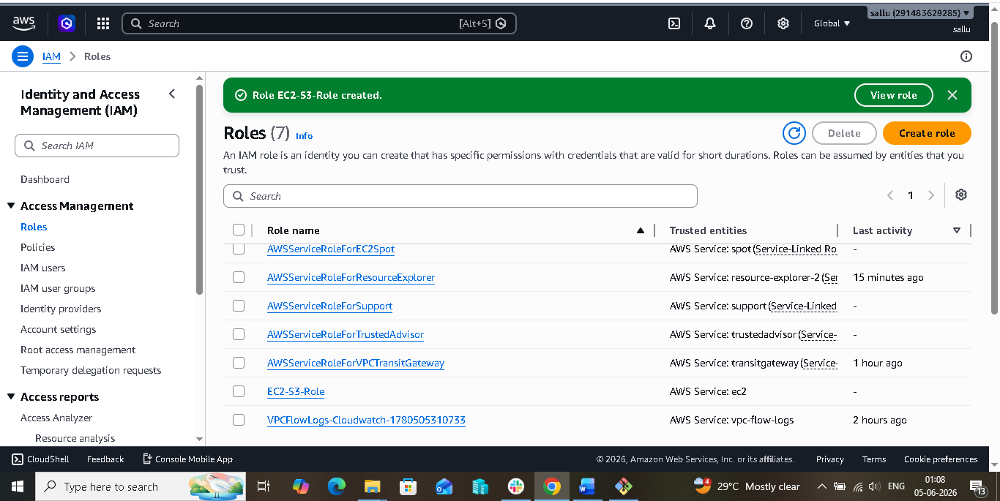 aws
Search
[Alt+S]
Global
sallu (291483629285)
sallu
IAM
Roles
Identity and Access
Management (IAM)
Search IAM
Dashboard
Access Management
Roles
Policies
IAM users
IAM user groups
Identity providers
Account settings
Root access management
Temporary delegation requests
Access reports
Access Analyzer
Resource analysis
Role EC2-S3-Role created.
View role
Roles (7) Info
Delete
Create role
An IAM role is an identity you can create that has specific permissions with credentials that are valid for short durations. Roles can be assumed by entities that you
trust.
Search
1
Role name Trusted entities Last activity
AWSServiceRoleForEC2Spot AWS Service: spot (Service-Linked Ro -
AWSServiceRoleForResourceExplorer AWS Service: resource-explorer-2 (Ser 15 minutes ago
AWSServiceRoleForSupport AWS Service: support (Service-Linked -
AWSServiceRoleForTrustedAdvisor AWS Service: trustedadvisor (Service- -
AWSServiceRoleForVPCTransitGateway AWS Service: transitgateway (Service- 1 hour ago
EC2-S3-Role AWS Service: ec2 -
VPCFlowLogs-Cloudwatch-1780505310733 AWS Service: vpc-flow-logs 2 hours ago
CloudShell Feedback Console Mobile App © 2026, Amazon Web Services, Inc. or its affiliates. Privacy Terms Cookie preferences
Type here to search
4
29°C Mostly clear
ENG
01:08
05-06-2026
13